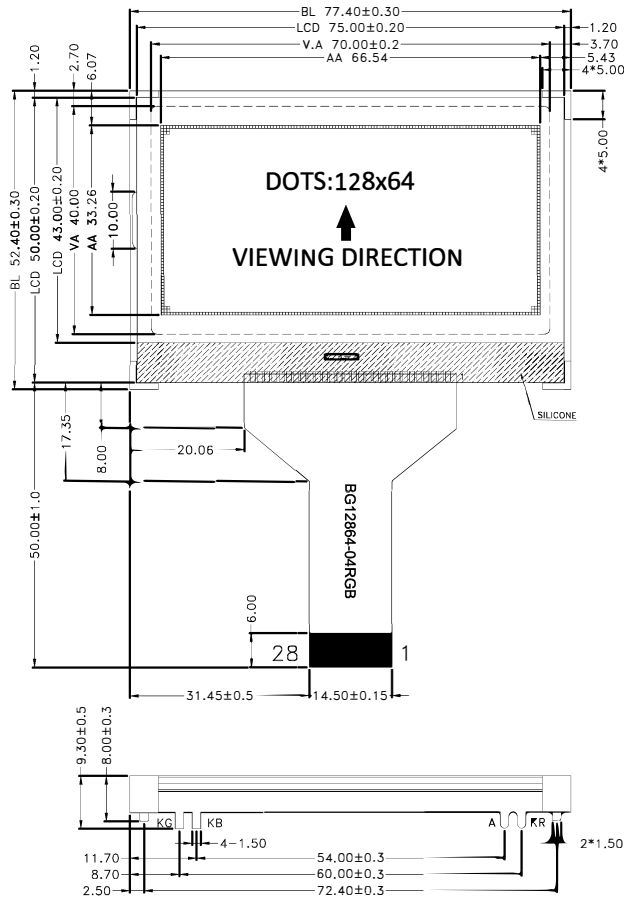 BL 77.40±0.30
LCD 75.00±0.20
1.20
V.A 70.00±0.2
3.70
AA 66.54
5.43
4*5.00
1.20
2.70
6.07
4*5.00
BL 52.40±0.30
LCD 50.00±0.20
LCD 43.00±0.20
VA 40.00
AA 33.26
10.00
DOTS:128x64
VIEWING DIRECTION
SILICONE
17.35
8.00
20.06
50.00±1.0
BG12864-04RGB
6.00
28
1
31.45±0.5
14.50±0.15
9.30±0.5
8.00±0.3
KG
KB
A
KR
4-1.50
2*1.50
11.70
54.00±0.3
8.70
60.00±0.3
2.50
72.40±0.3